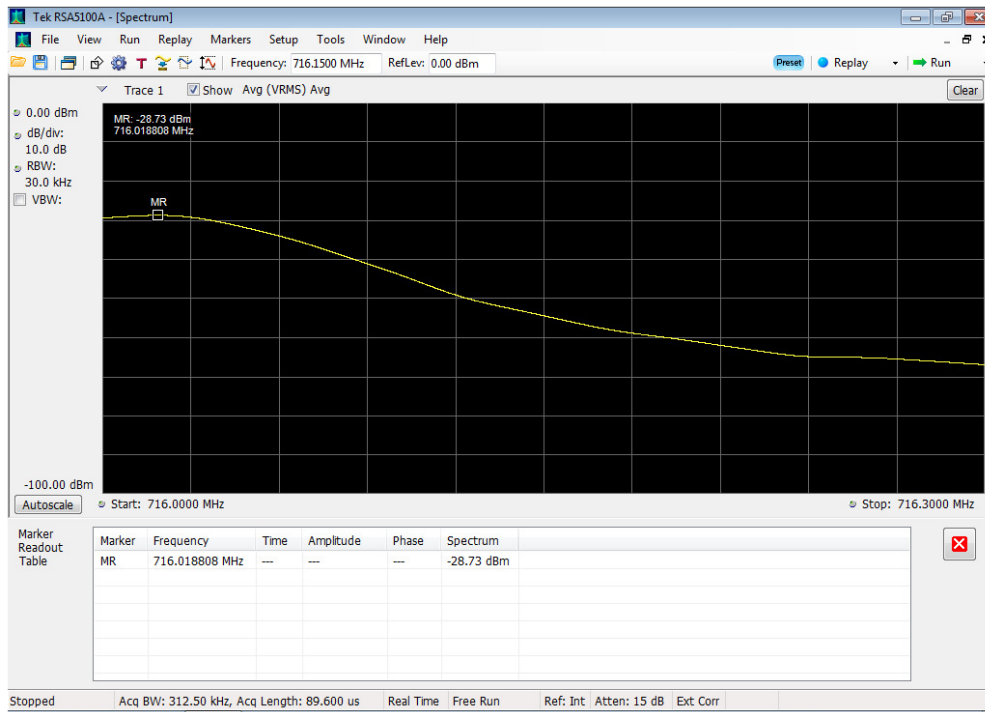 Tek RSA5100A - [Spectrum]
File View Run Replay Markers Setup Tools Window Help
T Frequency: 716.1500 MHz RefLev: 0.00 dBm Preset Replay Run
Trace 1 Show Avg (VRMS) Avg Clear
0.00 dBm
dB/div:
10.0 dB
RBW:
30.0 kHz
VBW:
MR: -28.73 dBm
716.018808 MHz
MR
-100.00 dBm
Autoscale Start: 716.0000 MHz Stop: 716.3000 MHz
Marker Readout Table
Marker Frequency Time Amplitude Phase Spectrum
MR 716.018808 MHz --- --- --- -28.73 dBm
Stopped Acq BW: 312.50 kHz, Acq Length: 89.600 us Real Time Free Run Ref: Int Atten: 15 dB Ext Corr